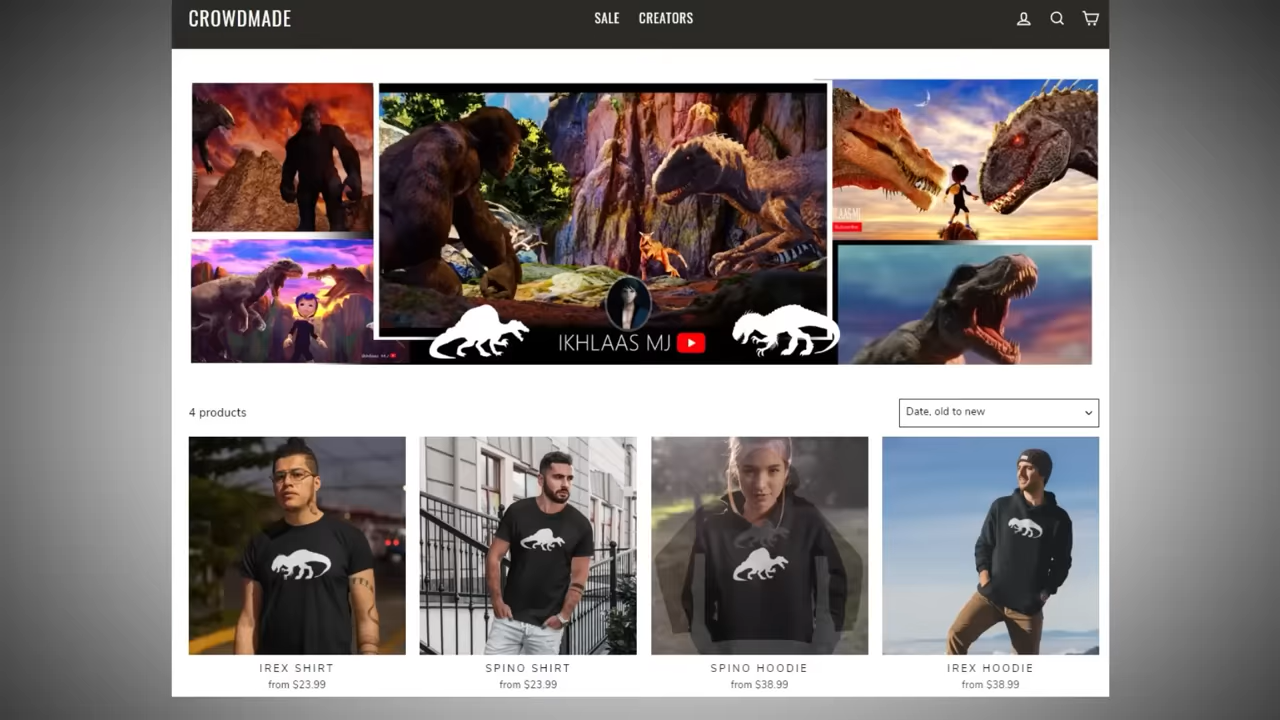 CROWDMADE
SALE CREATORS
IKHLAAS MJ
4 products
Date, old to new
IREX SHIRT
from $23.99
SPINO SHIRT
from $23.99
SPINO HOODIE
from $38.99
IREX HOODIE
from $38.99